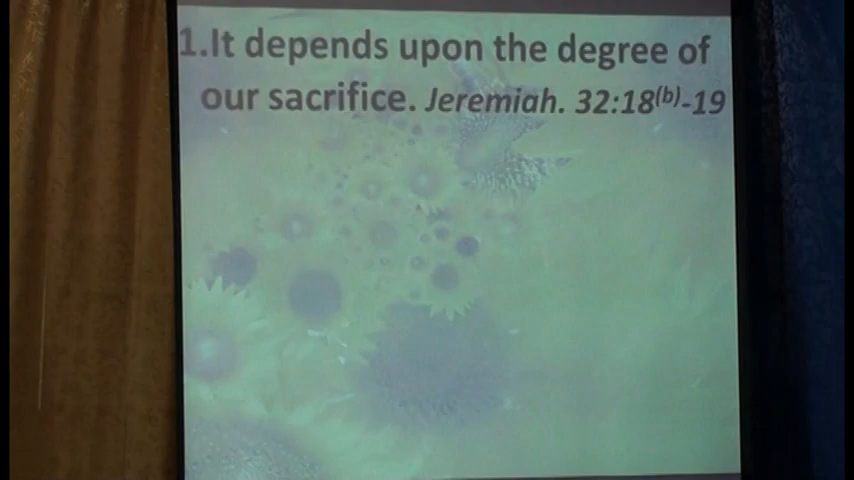 1.It depends upon the degree of
our sacrifice. Jeremiah. 32:18(b)-19